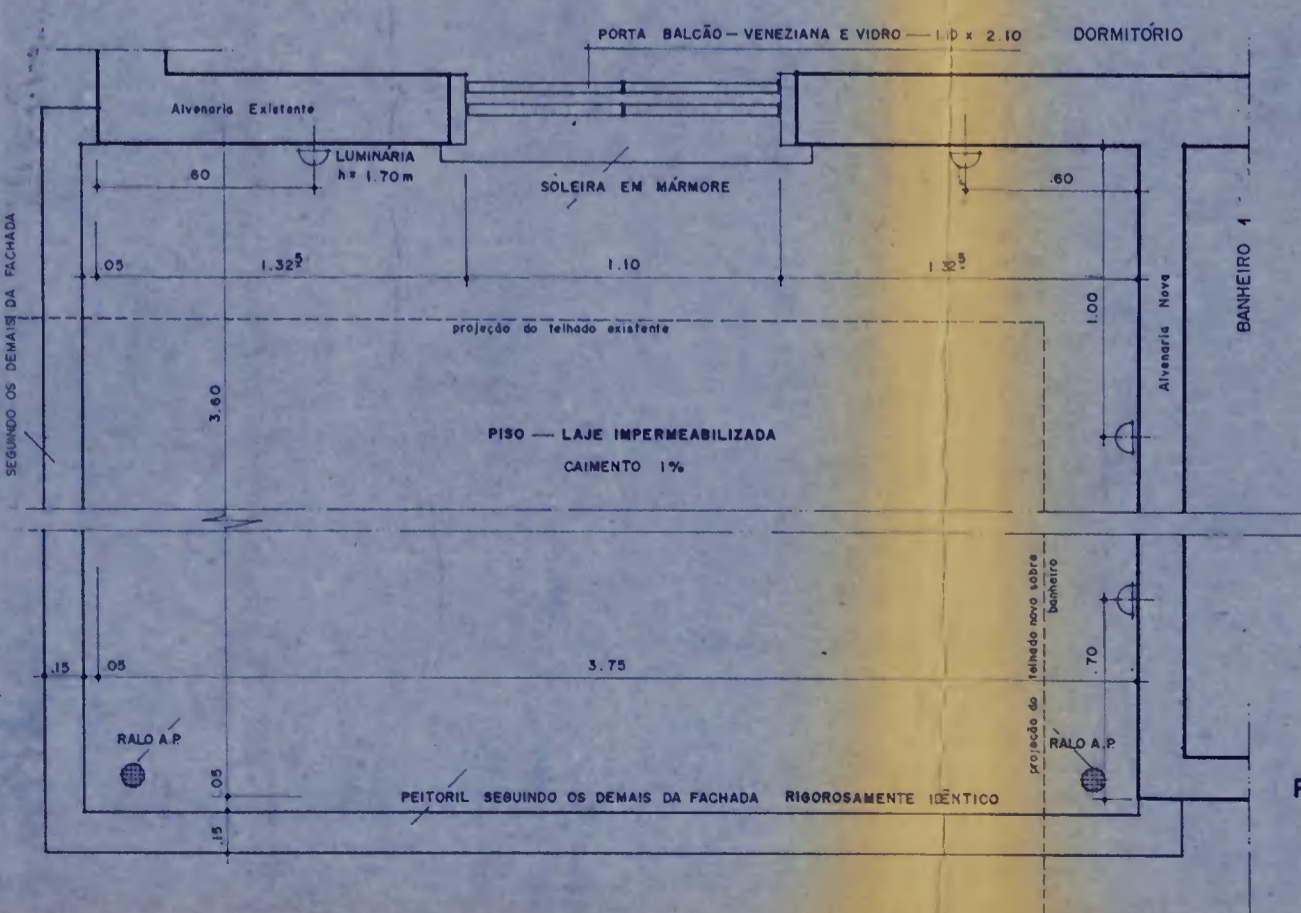 PORTA BALCÃO — VENEZIANA E VIDRO — 1.10 x 2.10
DORMITÓRIO
Alvenaria Existente
LUMINÁRIA
h= 1.70 m
.60
SOLEIRA EM MÁRMORE
.60
SEGUINDO OS DEMAIS DA FACHADA
.05
1.32⁵
1.10
1.32⁵
1.00
Alvenaria Nova
BANHEIRO 1
projeção do telhado existente
3.60
PISO — LAJE IMPERMEABILIZADA
CAIMENTO 1%
projeção do telhado novo sobre
banheiro
.15
.05
3.75
.70
RALO A.P.
RALO A.P.
.05
PEITORIL SEGUINDO OS DEMAIS DA FACHADA RIGOROSAMENTE IDÊNTICO
.15